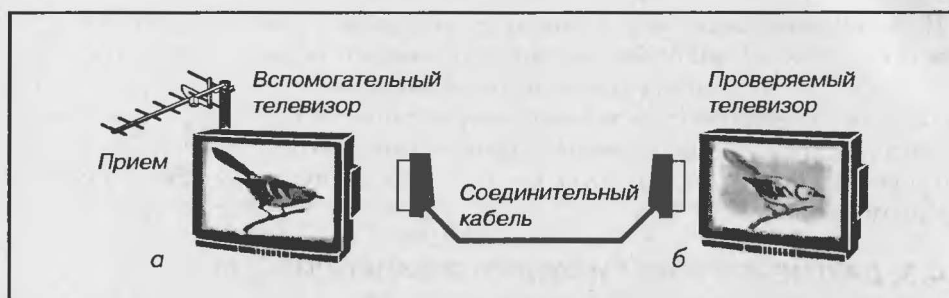 Вспомогательный
телевизор
Прием
а
Соединительный
кабель
Проверяемый
телевизор
б